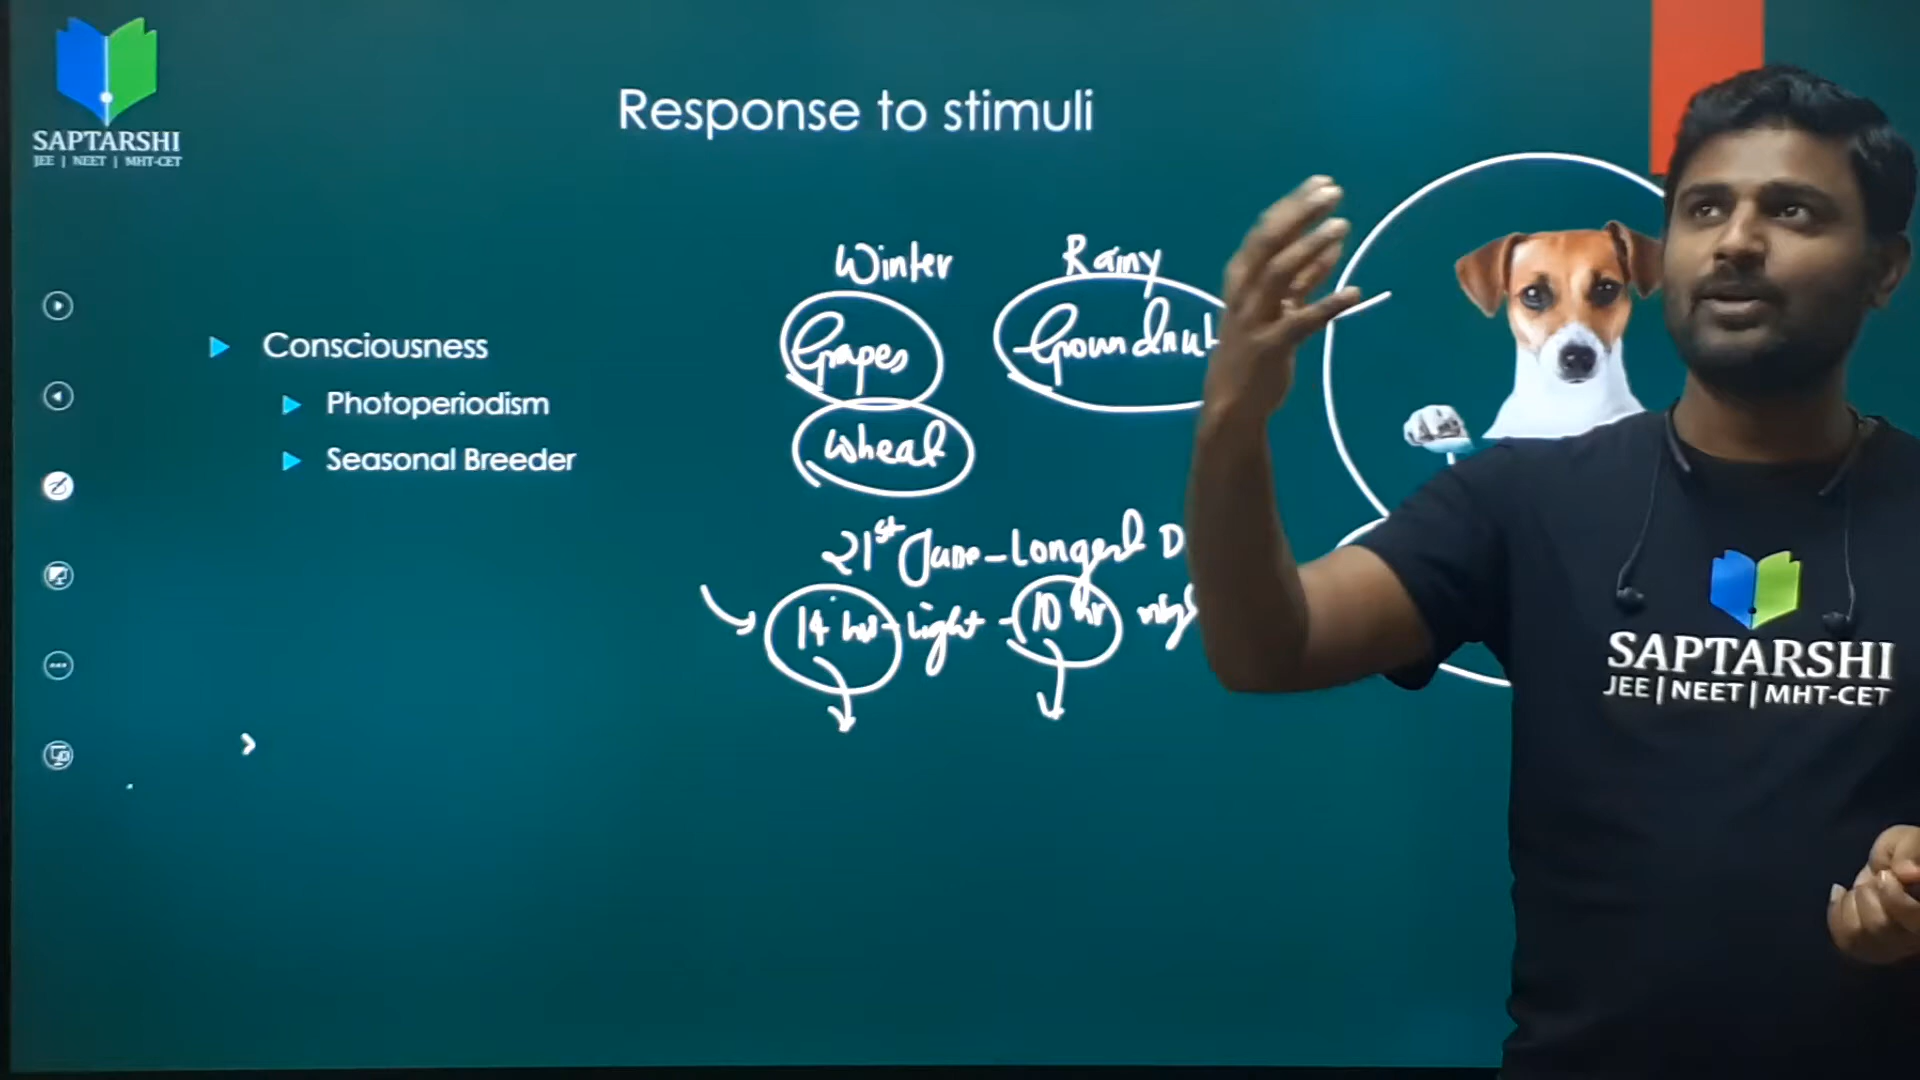 SAPTARSHI
JEE | NEET | MHT-CET
Response to stimuli
Consciousness
Photoperiodism
Seasonal Breeder
Winter
Rainy
Grapes
Groundnut
Wheat
21st June - Longest D
14 hr - light - 10 hr nigh
SAPTARSHI
JEE | NEET | MHT-CET